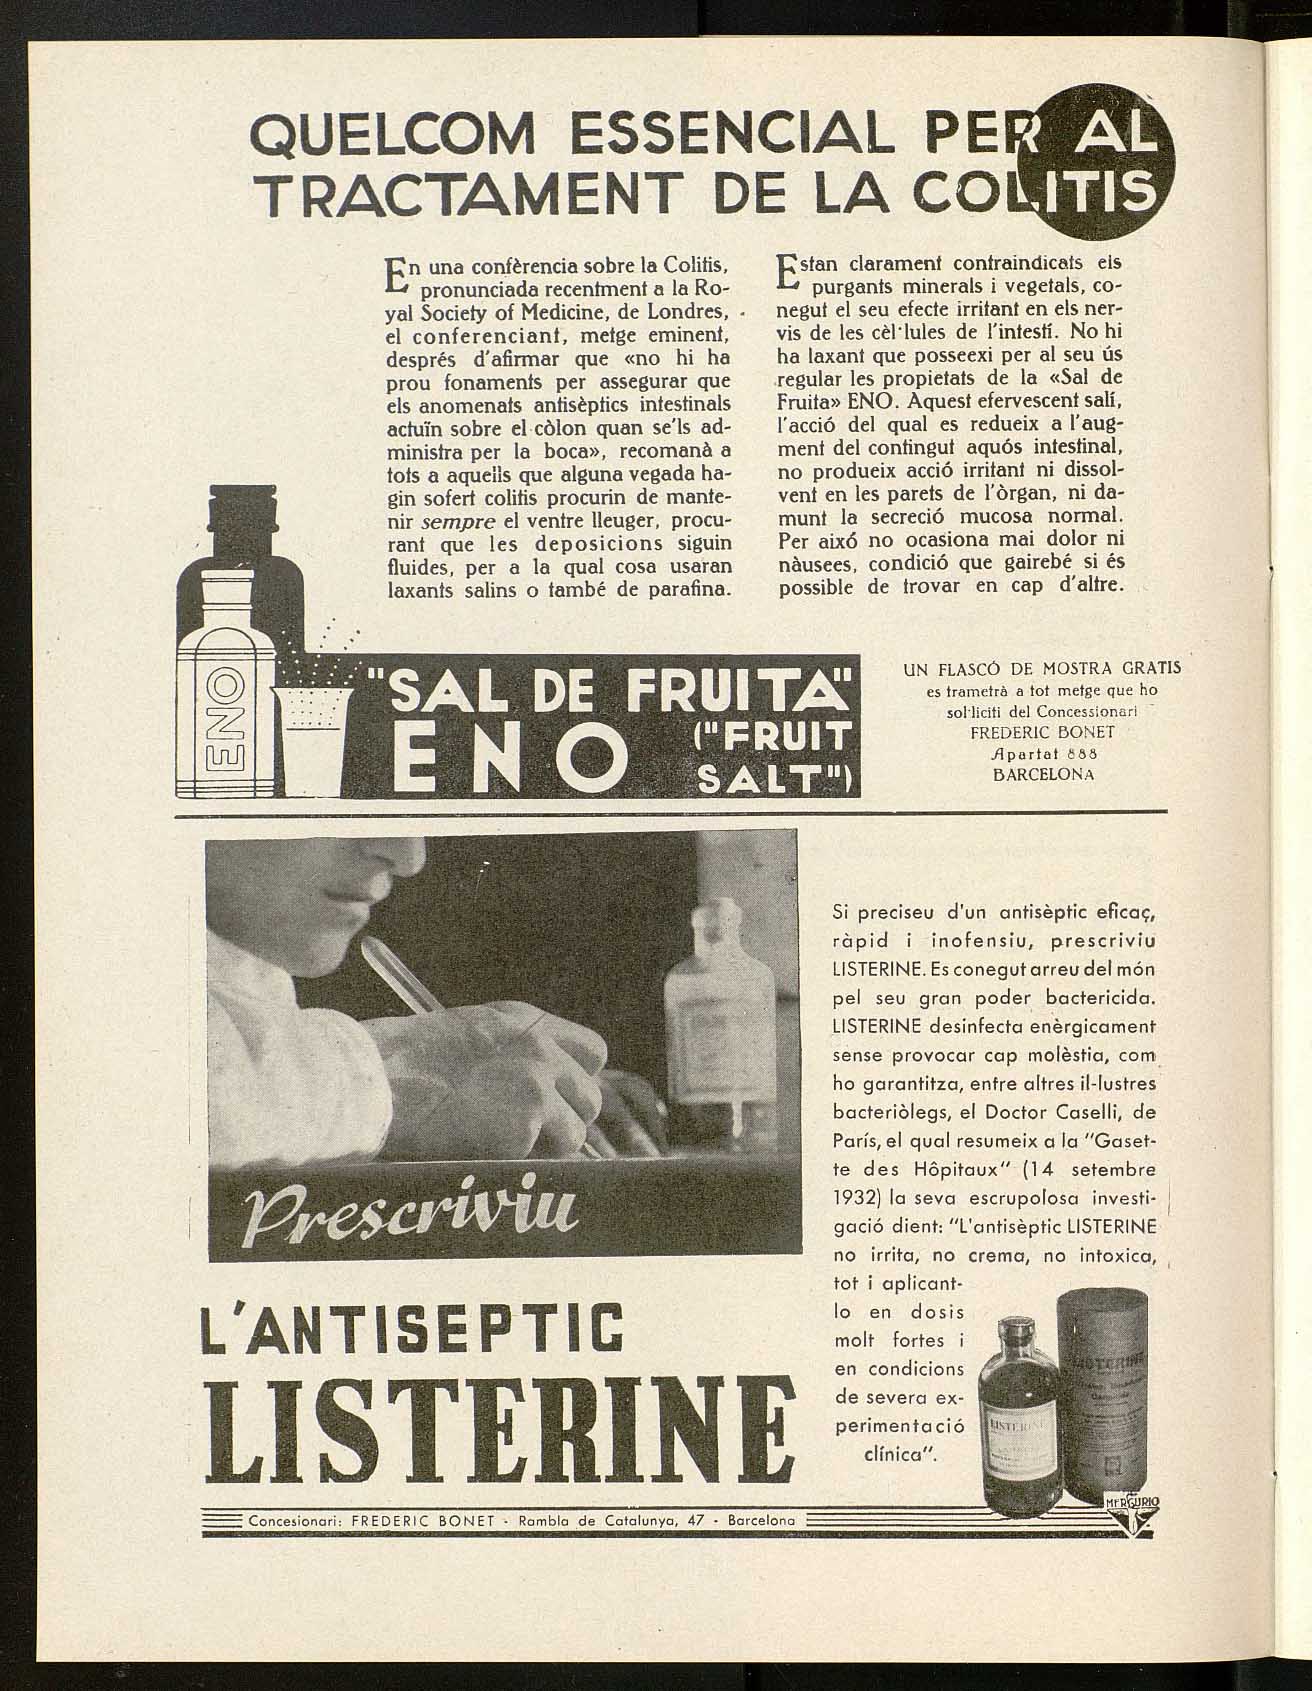 QUELCOM ESSENCIAL PER AL
TRACTAMENT DE LA COLITIS
En una confèrencia sobre la Colitis,
pronunciada recentment a la Ro-
yal Society of Medicine, de Londres,
el conferenciant, metge eminent,
després d'afirmar que «no hi ha
prou fonaments per assegurar que
els anomenats antisèptics intestinals
actuïn sobre el còlon quan se'ls ad-
ministra per la boca», recomanà a
tots a aquells que alguna vegada ha-
gin sofert colitis procurin de mante-
nir sempre el ventre lleuger, procu-
rant que les deposicions siguin
fluides, per a la qual cosa usaran
laxants salins o també de parafina.
Estan clarament contraindicats els
purgants minerals i vegetals, co-
negut el seu efecte irritant en els ner-
vis de les cèl·lules de l'intestí. No hi
ha laxant que posseexi per al seu ús
regular les propietats de la «Sal de
Fruita» ENO. Aquest efervescent salí,
l'acció del qual es redueix a l'aug-
ment del contingut aquós intestinal,
no produeix acció irritant ni dissol-
vent en les parets de l'òrgan, ni da-
munt la secreció mucosa normal.
Per aixó no ocasiona mai dolor ni
nàusees, condició que gairebé si és
possible de trovar en cap d'altre.
ENO
"SAL DE FRUITA"
ENO ("FRUIT
SALT")
UN FLASCÓ DE MOSTRA GRATIS
es trametrà a tot metge que ho
sol·liciti del Concessionari
FREDERIC BONET
Apartat 888
BARCELONA
Prescriviu
L'ANTISEPTIC
LISTERINE
Si preciseu d'un antisèptic eficaç,
ràpid i inofensiu, prescriviu
LISTERINE. Es conegut arreu del món
pel seu gran poder bactericida.
LISTERINE desinfecta enèrgicament
sense provocar cap molèstia, com
ho garantitza, entre altres il-lustres
bacteriòlegs, el Doctor Caselli, de
París, el qual resumeix a la "Gaset-
te des Hôpitaux" (14 setembre
1932) la seva escrupolosa investi-
gació dient: "L'antisèptic LISTERINE
no irrita, no crema, no intoxica,
tot i aplicant-
lo en dosis
molt fortes i
en condicions
de severa ex-
perimentació
clínica".
LISTERINE
LISTERINE
MERCURIO
Concesionari: FREDERIC BONET - Rambla de Catalunya, 47 - Barcelona